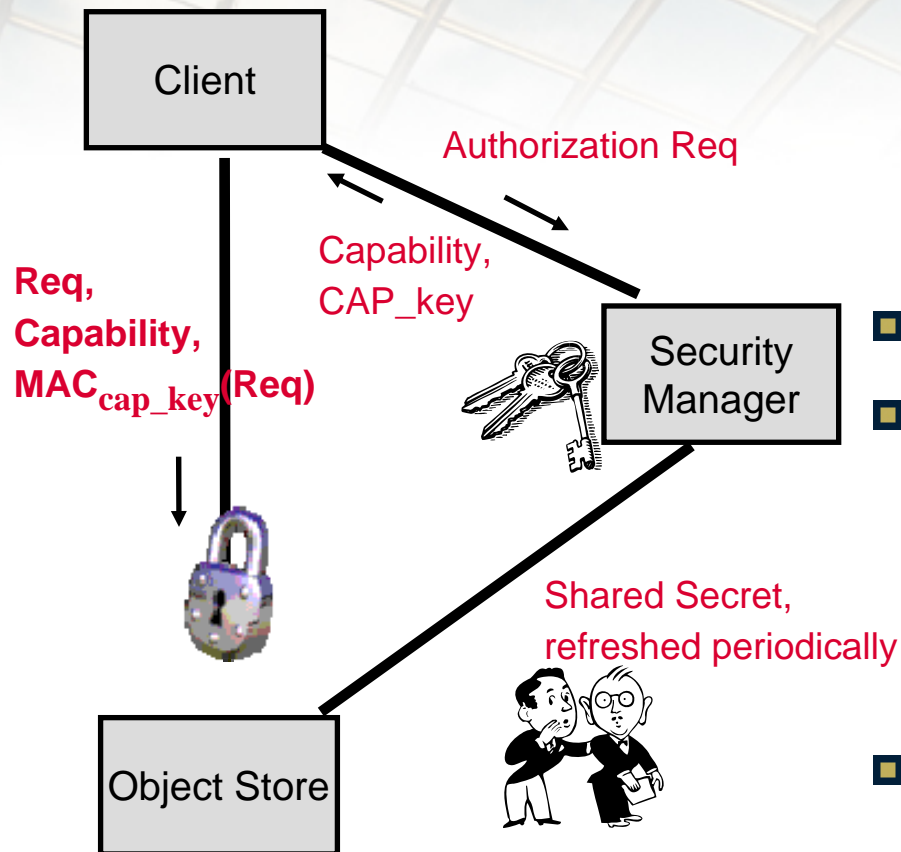 Client
Authorization Req
Capability,
CAP_key
Req,
Capability,
MACcap_key(Req)
Security
Manager
Shared Secret,
refreshed periodically
Object Store